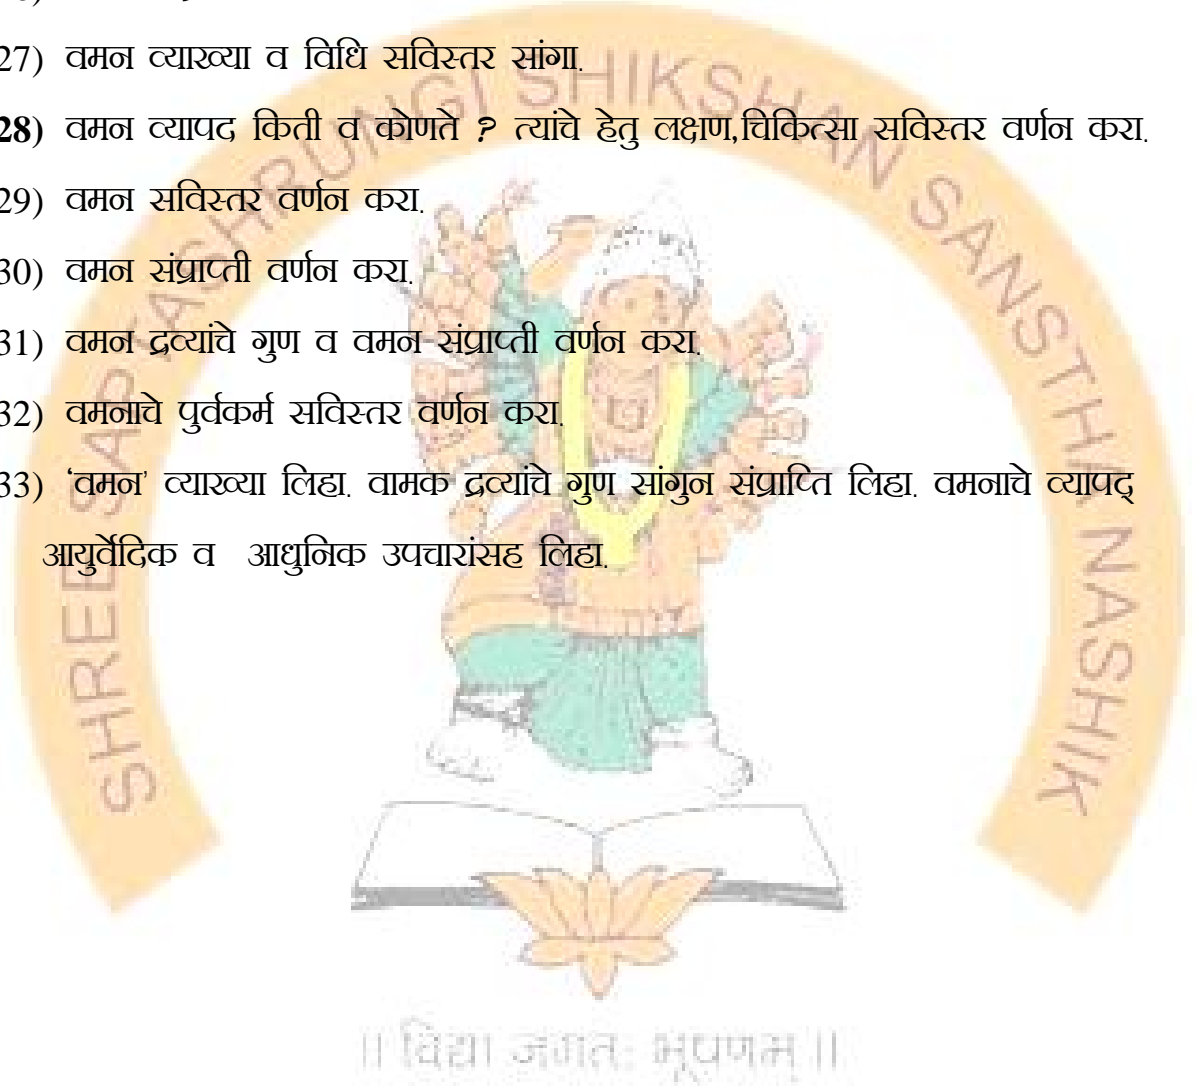 27) वमन व्याख्या व विधि सविस्तर सांगा.
28) वमन व्यापद किती व कोणते ? त्यांचे हेतु लक्षण,चिकित्सा सविस्तर वर्णन करा.
29) वमन सविस्तर वर्णन करा.
30) वमन संप्राप्ती वर्णन करा.
31) वमन द्रव्यांचे गुण व वमन संप्राप्ती वर्णन करा.
32) वमनाचे पुर्वकर्म सविस्तर वर्णन करा.
33) ‘वमन’ व्याख्या लिहा. वामक द्रव्यांचे गुण सांगुन संप्राप्ति लिहा. वमनाचे व्यापद्
आयुर्वेदिक व आधुनिक उपचारांसह लिहा.
SHREE SAPTASHRUNGI SHIKSHAN SANSTHA NASHIK
।। विद्या जगतः भूषणम् ।।